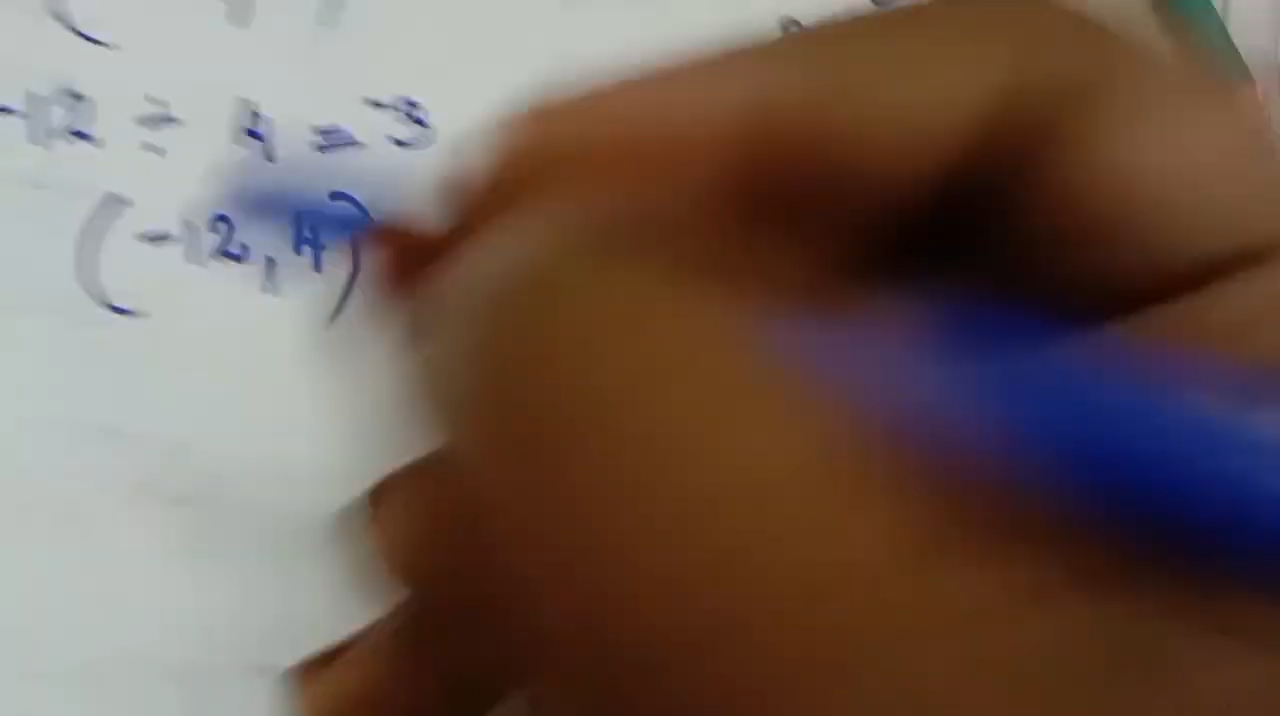 (
-12 ÷ 4 = -3
(-12, 4)